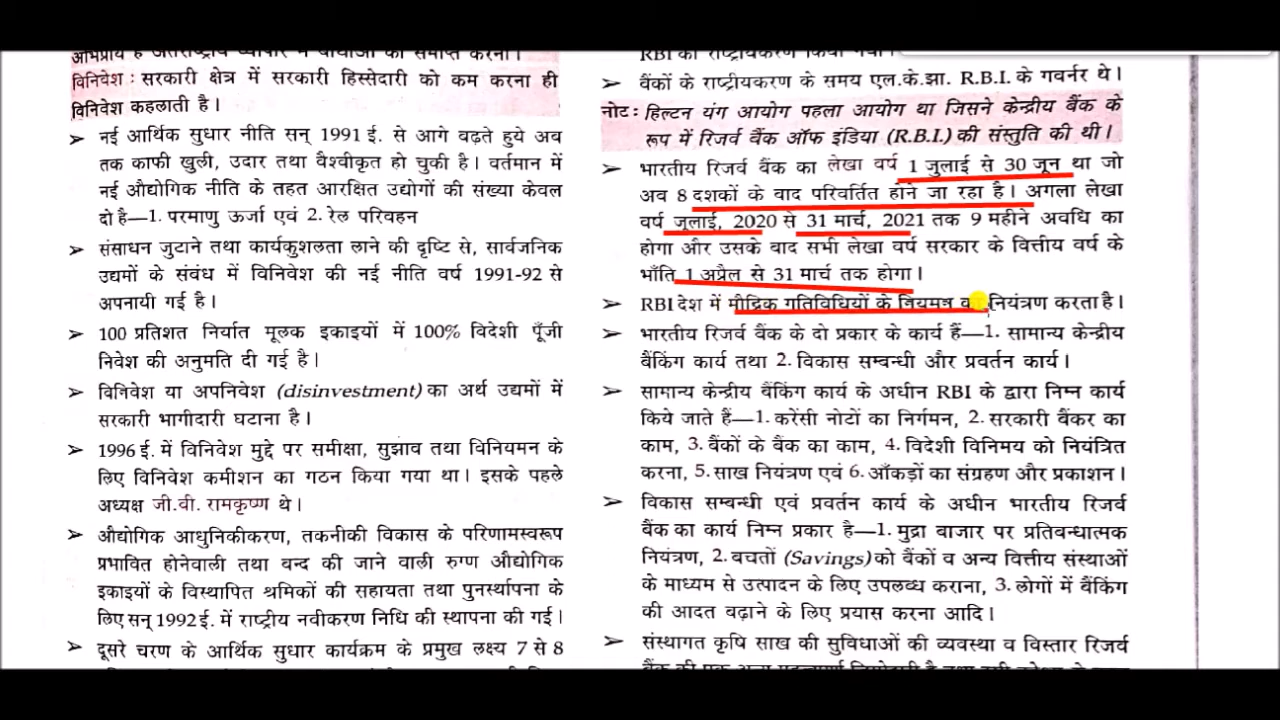 अभिप्राय है अंतर्राष्ट्रीय व्यापार में बाधाओं को समाप्त करना।
विनिवेश : सरकारी क्षेत्र में सरकारी हिस्सेदारी को कम करना ही
विनिवेश कहलाती है।
➢ नई आर्थिक सुधार नीति सन् 1991 ई. से आगे बढ़ते हुये अब
तक काफी खुली, उदार तथा वैश्वीकृत हो चुकी है। वर्तमान में
नई औद्योगिक नीति के तहत आरक्षित उद्योगों की संख्या केवल
दो है—1. परमाणु ऊर्जा एवं 2. रेल परिवहन
➢ संसाधन जुटाने तथा कार्यकुशलता लाने की दृष्टि से, सार्वजनिक
उद्यमों के संबंध में विनिवेश की नई नीति वर्ष 1991-92 से
अपनायी गई है।
➢ 100 प्रतिशत निर्यात मूलक इकाइयों में 100% विदेशी पूँजी
निवेश की अनुमति दी गई है।
➢ विनिवेश या अपनिवेश (disinvestment) का अर्थ उद्यमों में
सरकारी भागीदारी घटाना है।
➢ 1996 ई. में विनिवेश मुद्दे पर समीक्षा, सुझाव तथा विनियमन के
लिए विनिवेश कमीशन का गठन किया गया था। इसके पहले
अध्यक्ष जी.वी. रामकृष्ण थे।
➢ औद्योगिक आधुनिकीकरण, तकनीकी विकास के परिणामस्वरूप
प्रभावित होनेवाली तथा बन्द की जाने वाली रुग्ण औद्योगिक
इकाइयों के विस्थापित श्रमिकों की सहायता तथा पुनर्स्थापना के
लिए सन् 1992 ई. में राष्ट्रीय नवीकरण निधि की स्थापना की गई।
➢ दूसरे चरण के आर्थिक सुधार कार्यक्रम के प्रमुख लक्ष्य 7 से 8
RBI का राष्ट्रीयकरण किया गया।
➢ बैंकों के राष्ट्रीयकरण के समय एल.के.झा. R.B.I. के गवर्नर थे।
नोट : हिल्टन यंग आयोग पहला आयोग था जिसने केन्द्रीय बैंक के
रूप में रिजर्व बैंक ऑफ इंडिया (R.B.I.) की संस्तुति की थी।
➢ भारतीय रिजर्व बैंक का लेखा वर्ष 1 जुलाई से 30 जून था जो
अब 8 दशकों के वाद परिवर्तित होने जा रहा है। अगला लेखा
वर्ष जूलाई, 2020 से 31 मार्च, 2021 तक 9 महीने अवधि का
होगा और उसके बाद सभी लेखा वर्ष सरकार के वित्तीय वर्ष के
भाँति 1 अप्रैल से 31 मार्च तक होगा।
➢ RBI देश में मौद्रिक गतिविधियों के नियमन व नियंत्रण करता है।
➢ भारतीय रिजर्व बैंक के दो प्रकार के कार्य हैं—1. सामान्य केन्द्रीय
बैंकिंग कार्य तथा 2. विकास सम्बन्धी और प्रवर्तन कार्य।
➢ सामान्य केन्द्रीय बैंकिंग कार्य के अधीन RBI के द्वारा निम्न कार्य
किये जाते हैं—1. करेंसी नोटों का निर्गमन, 2. सरकारी बैंकर का
काम, 3. बैंकों के बैंक का काम, 4. विदेशी विनिमय को नियंत्रित
करना, 5. साख नियंत्रण एवं 6. आँकड़ों का संग्रहण और प्रकाशन।
➢ विकास सम्बन्धी एवं प्रवर्तन कार्य के अधीन भारतीय रिजर्व
बैंक का कार्य निम्न प्रकार है—1. मुद्रा बाजार पर प्रतिबन्धात्मक
नियंत्रण, 2. बचतों (Savings) को बैंकों व अन्य वित्तीय संस्थाओं
के माध्यम से उत्पादन के लिए उपलब्ध कराना, 3. लोगों में बैंकिंग
की आदत बढ़ाने के लिए प्रयास करना आदि।
➢ संस्थागत कृषि साख की सुविधाओं की व्यवस्था व विस्तार रिजर्व